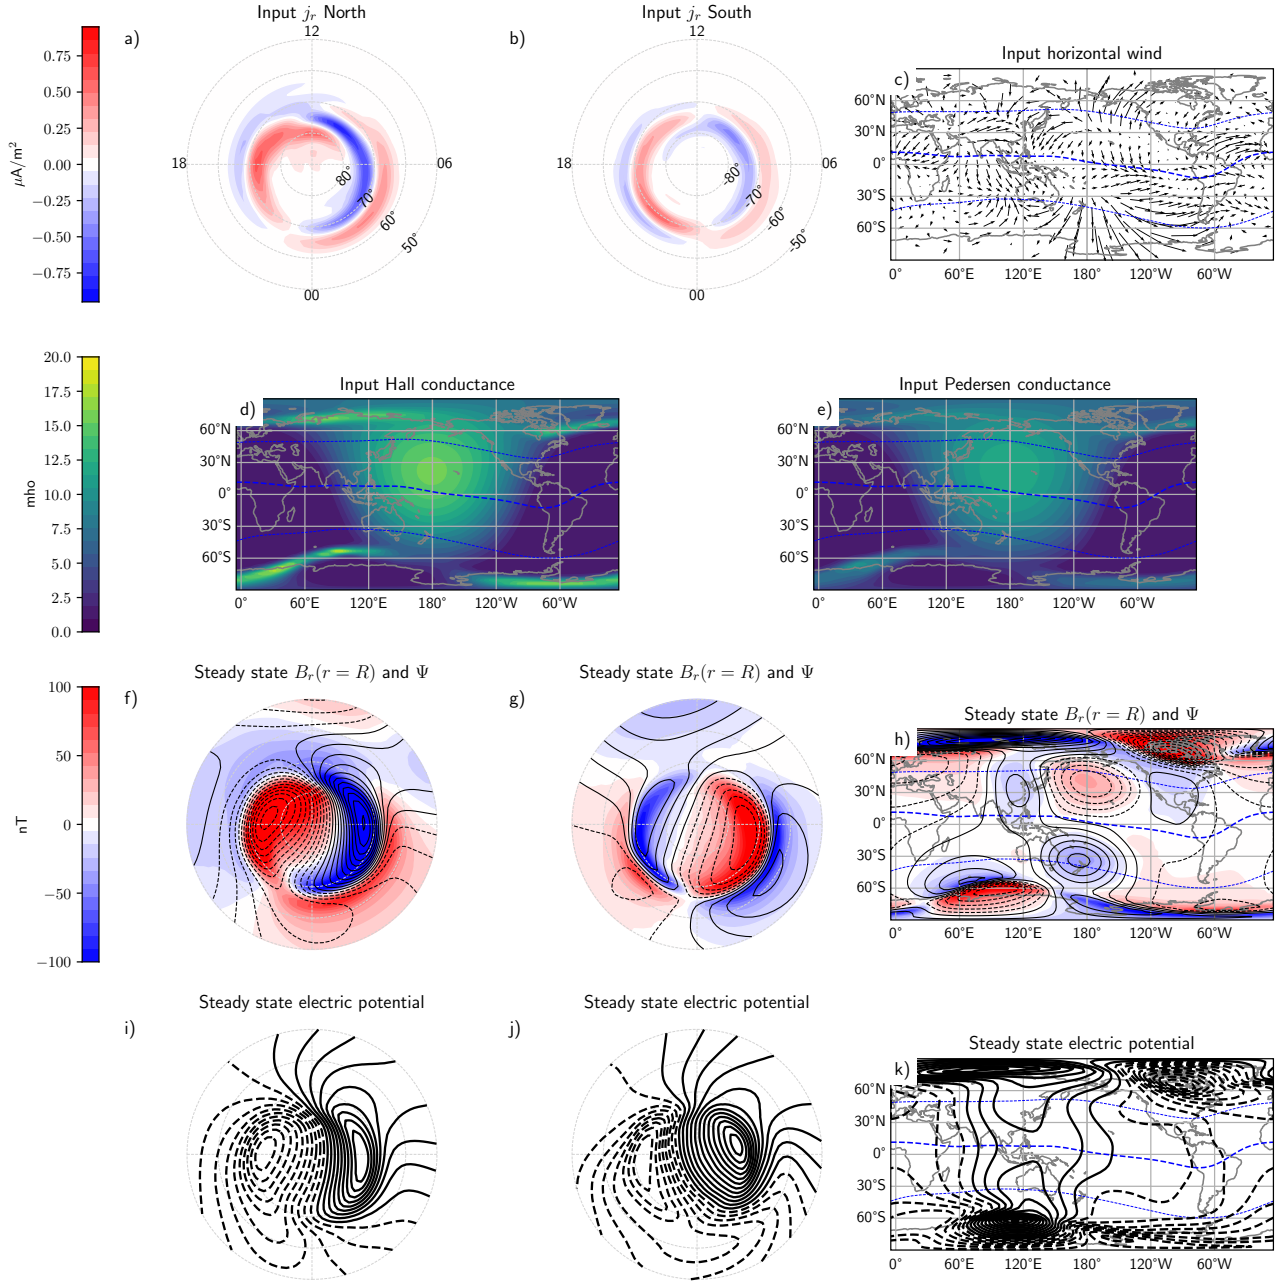 Input $j_r$ North
Input $j_r$ South
a)
b)
12
12
Input horizontal wind
c)
0.75
0.50
0.25
0.00
−0.25
−0.50
−0.75
μA/m²
18
06
80°
70°
60°
50°
00
18
06
-80°
-70°
-60°
-50°
00
60°N
30°N
0°
30°S
60°S
0° 60°E 120°E 180° 120°W 60°W
20.0
17.5
15.0
12.5
10.0
7.5
5.0
2.5
0.0
mho
Input Hall conductance
d)
60°N
30°N
0°
30°S
60°S
0° 60°E 120°E 180° 120°W 60°W
Input Pedersen conductance
e)
60°N
30°N
0°
30°S
60°S
0° 60°E 120°E 180° 120°W 60°W
100
50
0
−50
−100
nT
Steady state $B_r(r = R)$ and Ψ
f)
Steady state $B_r(r = R)$ and Ψ
g)
Steady state $B_r(r = R)$ and Ψ
h)
60°N
30°N
0°
30°S
60°S
0° 60°E 120°E 180° 120°W 60°W
Steady state electric potential
i)
Steady state electric potential
j)
Steady state electric potential
k)
60°N
30°N
0°
30°S
60°S
0° 60°E 120°E 180° 120°W 60°W